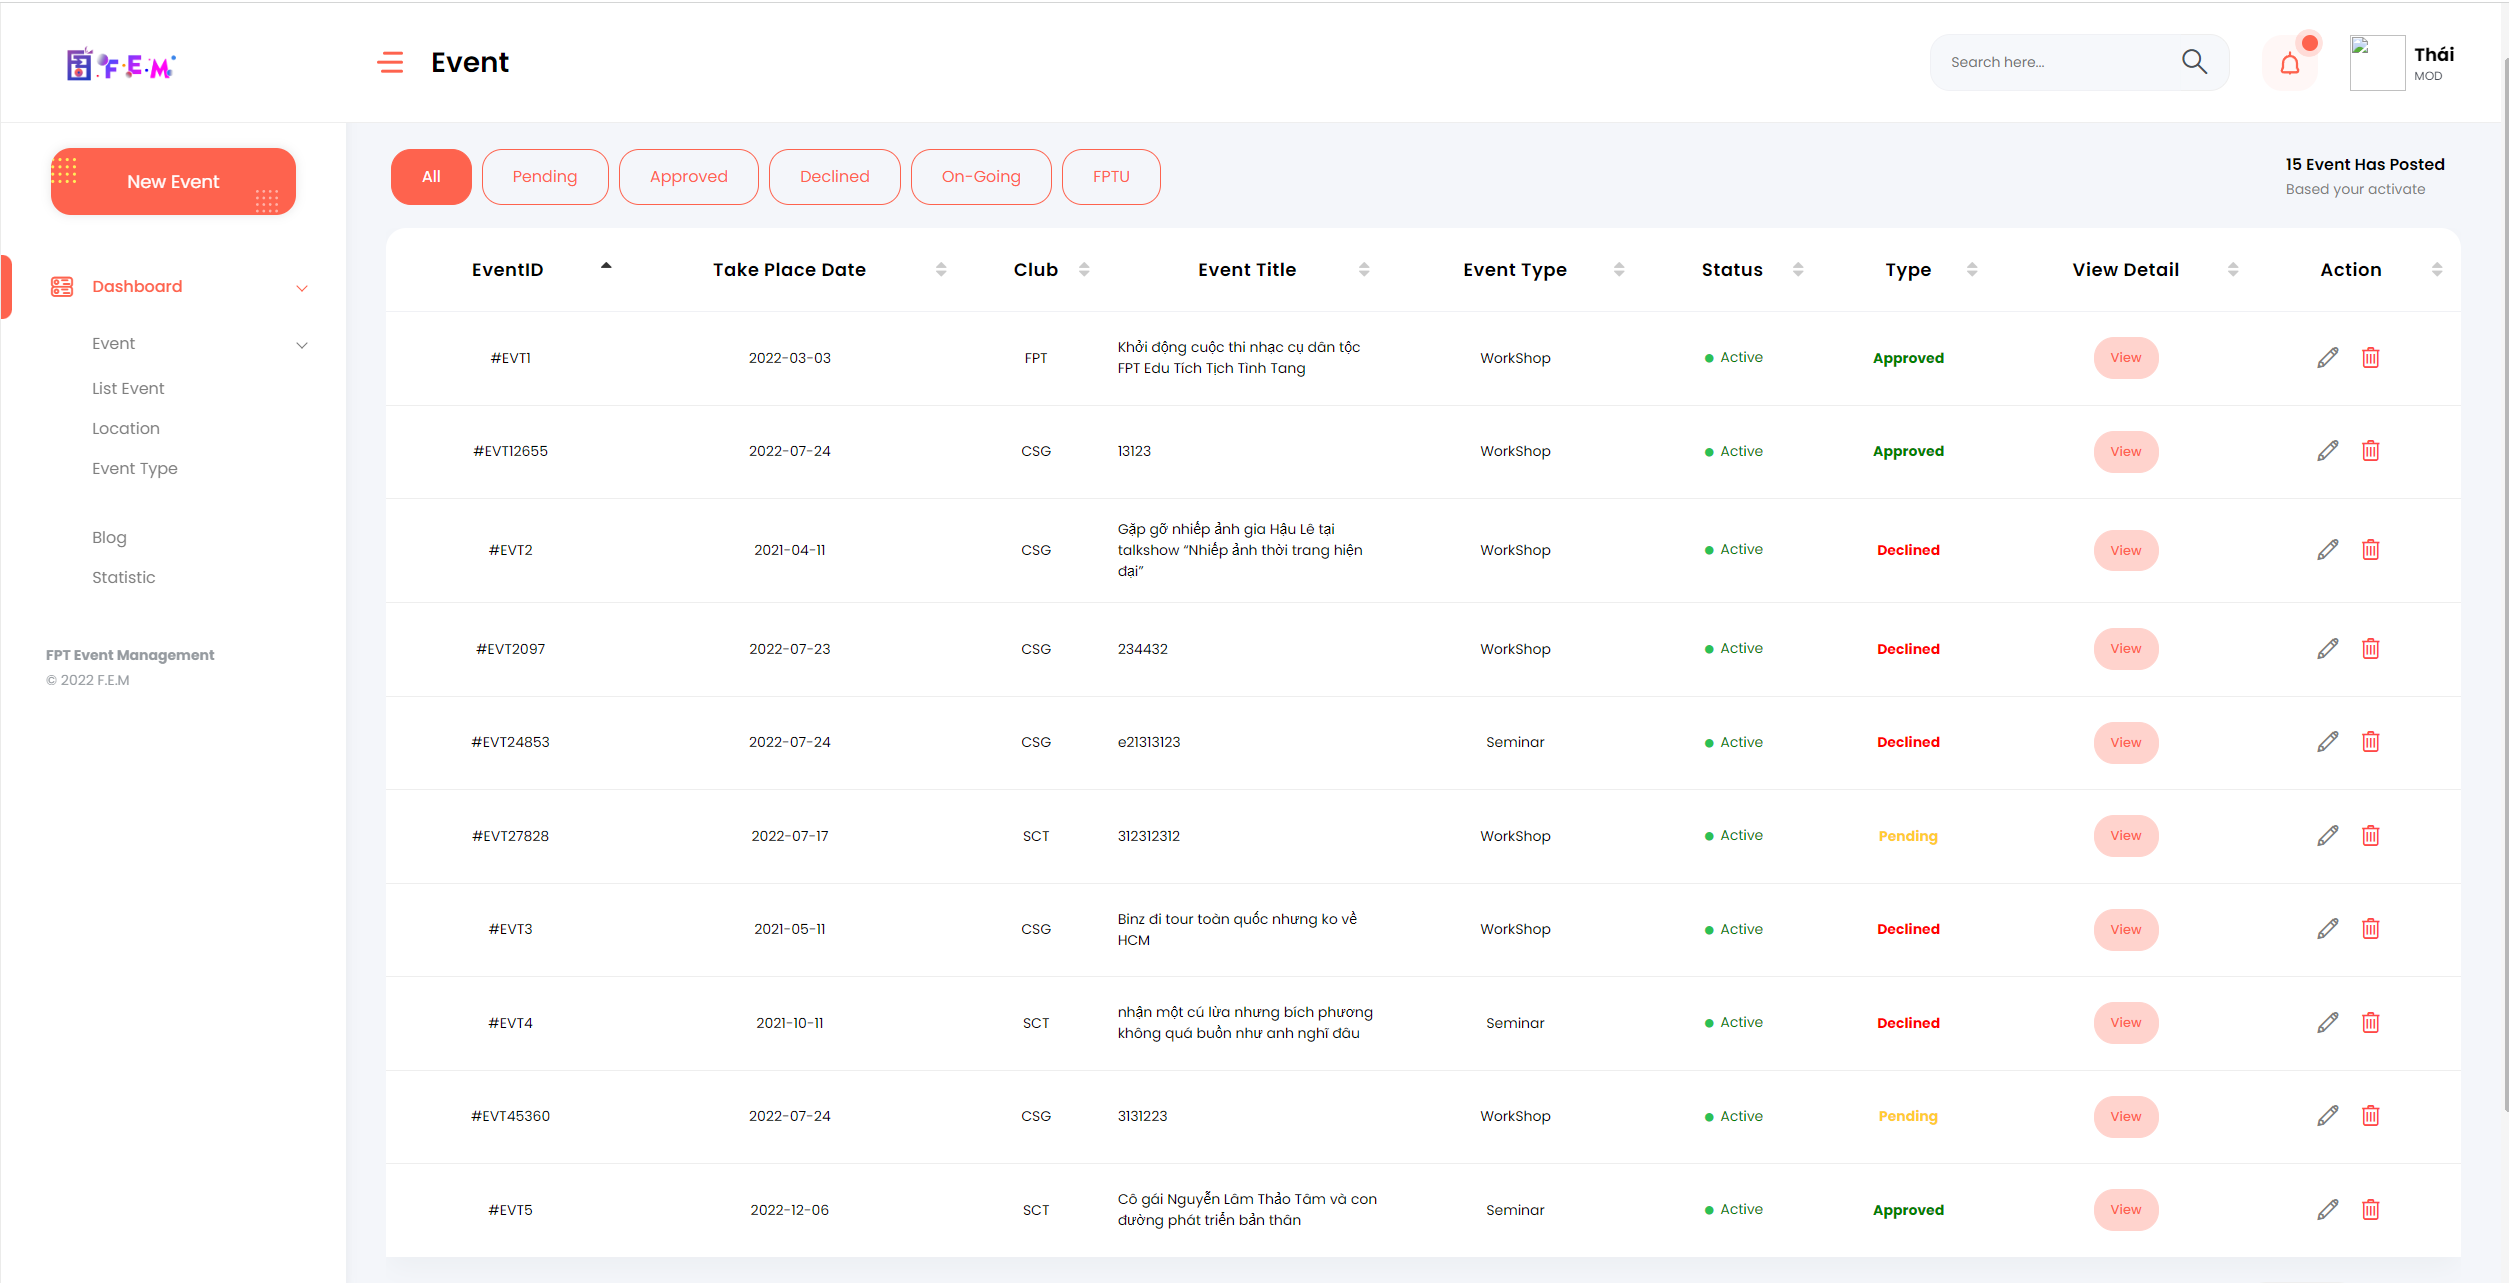 F.E.M
Event
Search here...
Thái
MOD
New Event
All
Pending
Approved
Declined
On-Going
FPTU
15 Event Has Posted
Based your activate
Dashboard
Event
List Event
Location
Event Type
Blog
Statistic
FPT Event Management
© 2022 F.E.M
EventID Take Place Date Club Event Title Event Type Status Type View Detail Action
#EVT1 2022-03-03 FPT Khởi động cuộc thi nhạc cụ dân tộc WorkShop Active Approved View
FPT Edu Tích Tịch Tình Tang
#EVT12655 2022-07-24 CSG 13123 WorkShop Active Approved View
Gặp gỡ nhiếp ảnh gia Hậu Lê tại
#EVT2 2021-04-11 CSG talkshow “Nhiếp ảnh thời trang hiện WorkShop Active Declined View
đại”
#EVT2097 2022-07-23 CSG 234432 WorkShop Active Declined View
#EVT24853 2022-07-24 CSG e21313123 Seminar Active Declined View
#EVT27828 2022-07-17 SCT 312312312 WorkShop Active Pending View
#EVT3 2021-05-11 CSG Binz đi tour toàn quốc nhưng ko về WorkShop Active Declined View
HCM
#EVT4 2021-10-11 SCT nhận một cú lừa nhưng bích phương Seminar Active Declined View
không quá buồn như anh nghĩ đâu
#EVT45360 2022-07-24 CSG 3131223 WorkShop Active Pending View
#EVT5 2022-12-06 SCT Cô gái Nguyễn Lâm Thảo Tâm và con Seminar Active Approved View
đường phát triển bản thân